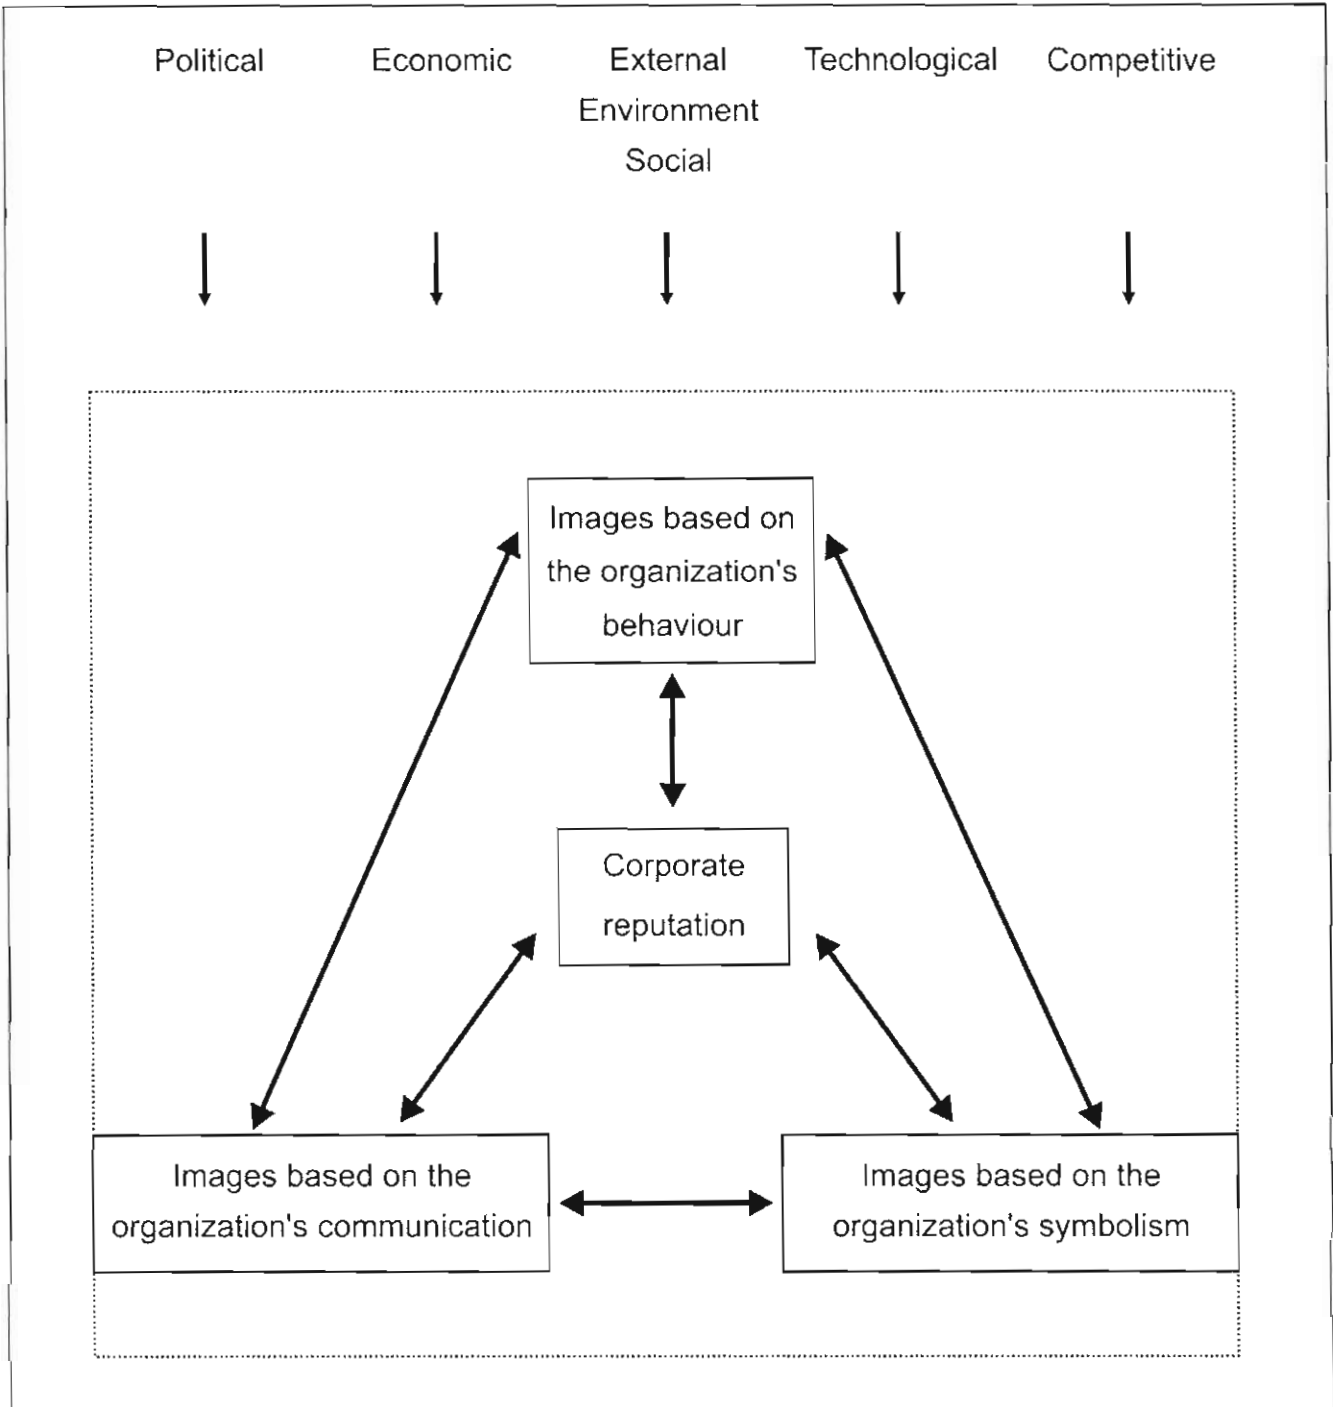 Political Economic External Technological Competitive
Environment
Social
Images based on
the organization's
behaviour
Corporate
reputation
Images based on the
organization's communication
Images based on the
organization's symbolism